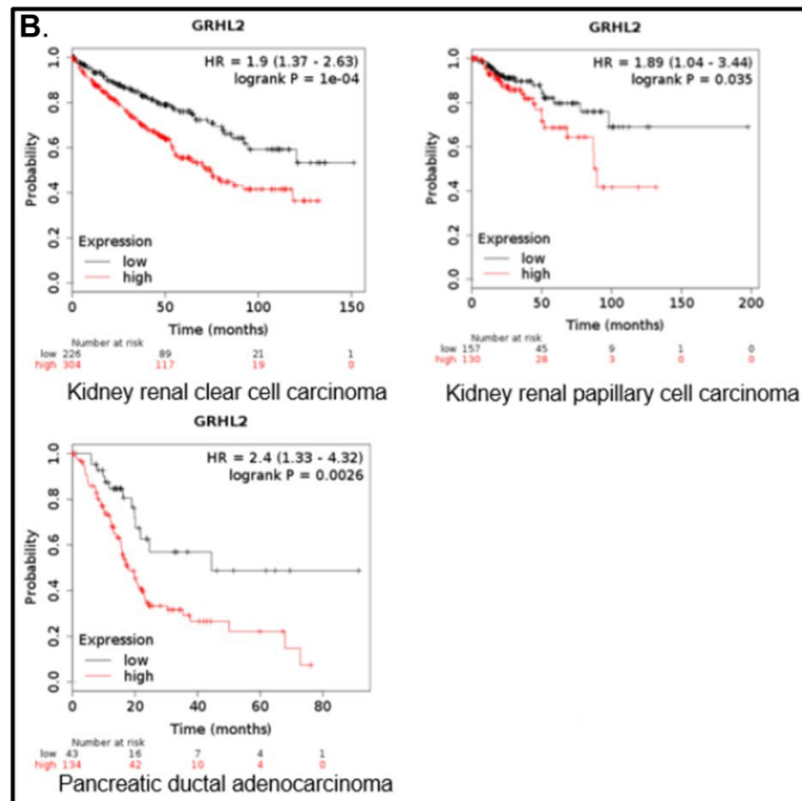 B.
GRHL2
HR = 1.9 (1.37 - 2.63)
logrank P = 1e-04
Probability
1.0
0.8
0.6
0.4
0.2
0.0
Expression
low
high
0 50 100 150
Time (months)
Number at risk
low 226 89 21 1
high 304 117 19 0
Kidney renal clear cell carcinoma
GRHL2
HR = 1.89 (1.04 - 3.44)
logrank P = 0.035
Probability
1.0
0.8
0.6
0.4
0.2
0.0
Expression
low
high
0 50 100 150 200
Time (months)
Number at risk
low 157 45 9 1 0
high 130 28 3 0 0
Kidney renal papillary cell carcinoma
GRHL2
HR = 2.4 (1.33 - 4.32)
logrank P = 0.0026
Probability
1.0
0.8
0.6
0.4
0.2
0.0
Expression
low
high
0 20 40 60 80
Time (months)
Number at risk
low 43 16 7 4 1
high 134 42 10 4 0
Pancreatic ductal adenocarcinoma